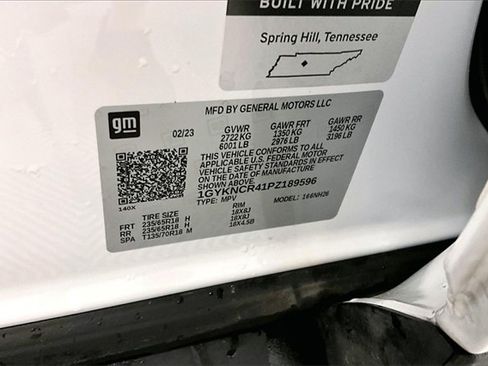 BUILT WITH PRIDE
Spring Hill, Tennessee
gm
MFD BY GENERAL MOTORS LLC
02/23 GVWR GAWR FRT GAWR RR
2722 KG 1350 KG 1450 KG
6001 LB 2976 LB 3196 LB
THIS VEHICLE CONFORMS TO ALL
APPLICABLE U.S. FEDERAL MOTOR
VEHICLE SAFETY STANDARDS IN EFFECT
ON THE DATE OF MANUFACTURE
SHOWN ABOVE.
1GYKNCR41PZ189596
140X TYPE: MPV MODEL: 166NH26
TIRE SIZE RIM
FRT 235/65R18 H 18X8J
RR 235/65R18 H 18X8J
SPA T135/70R18 M 18X4.5B